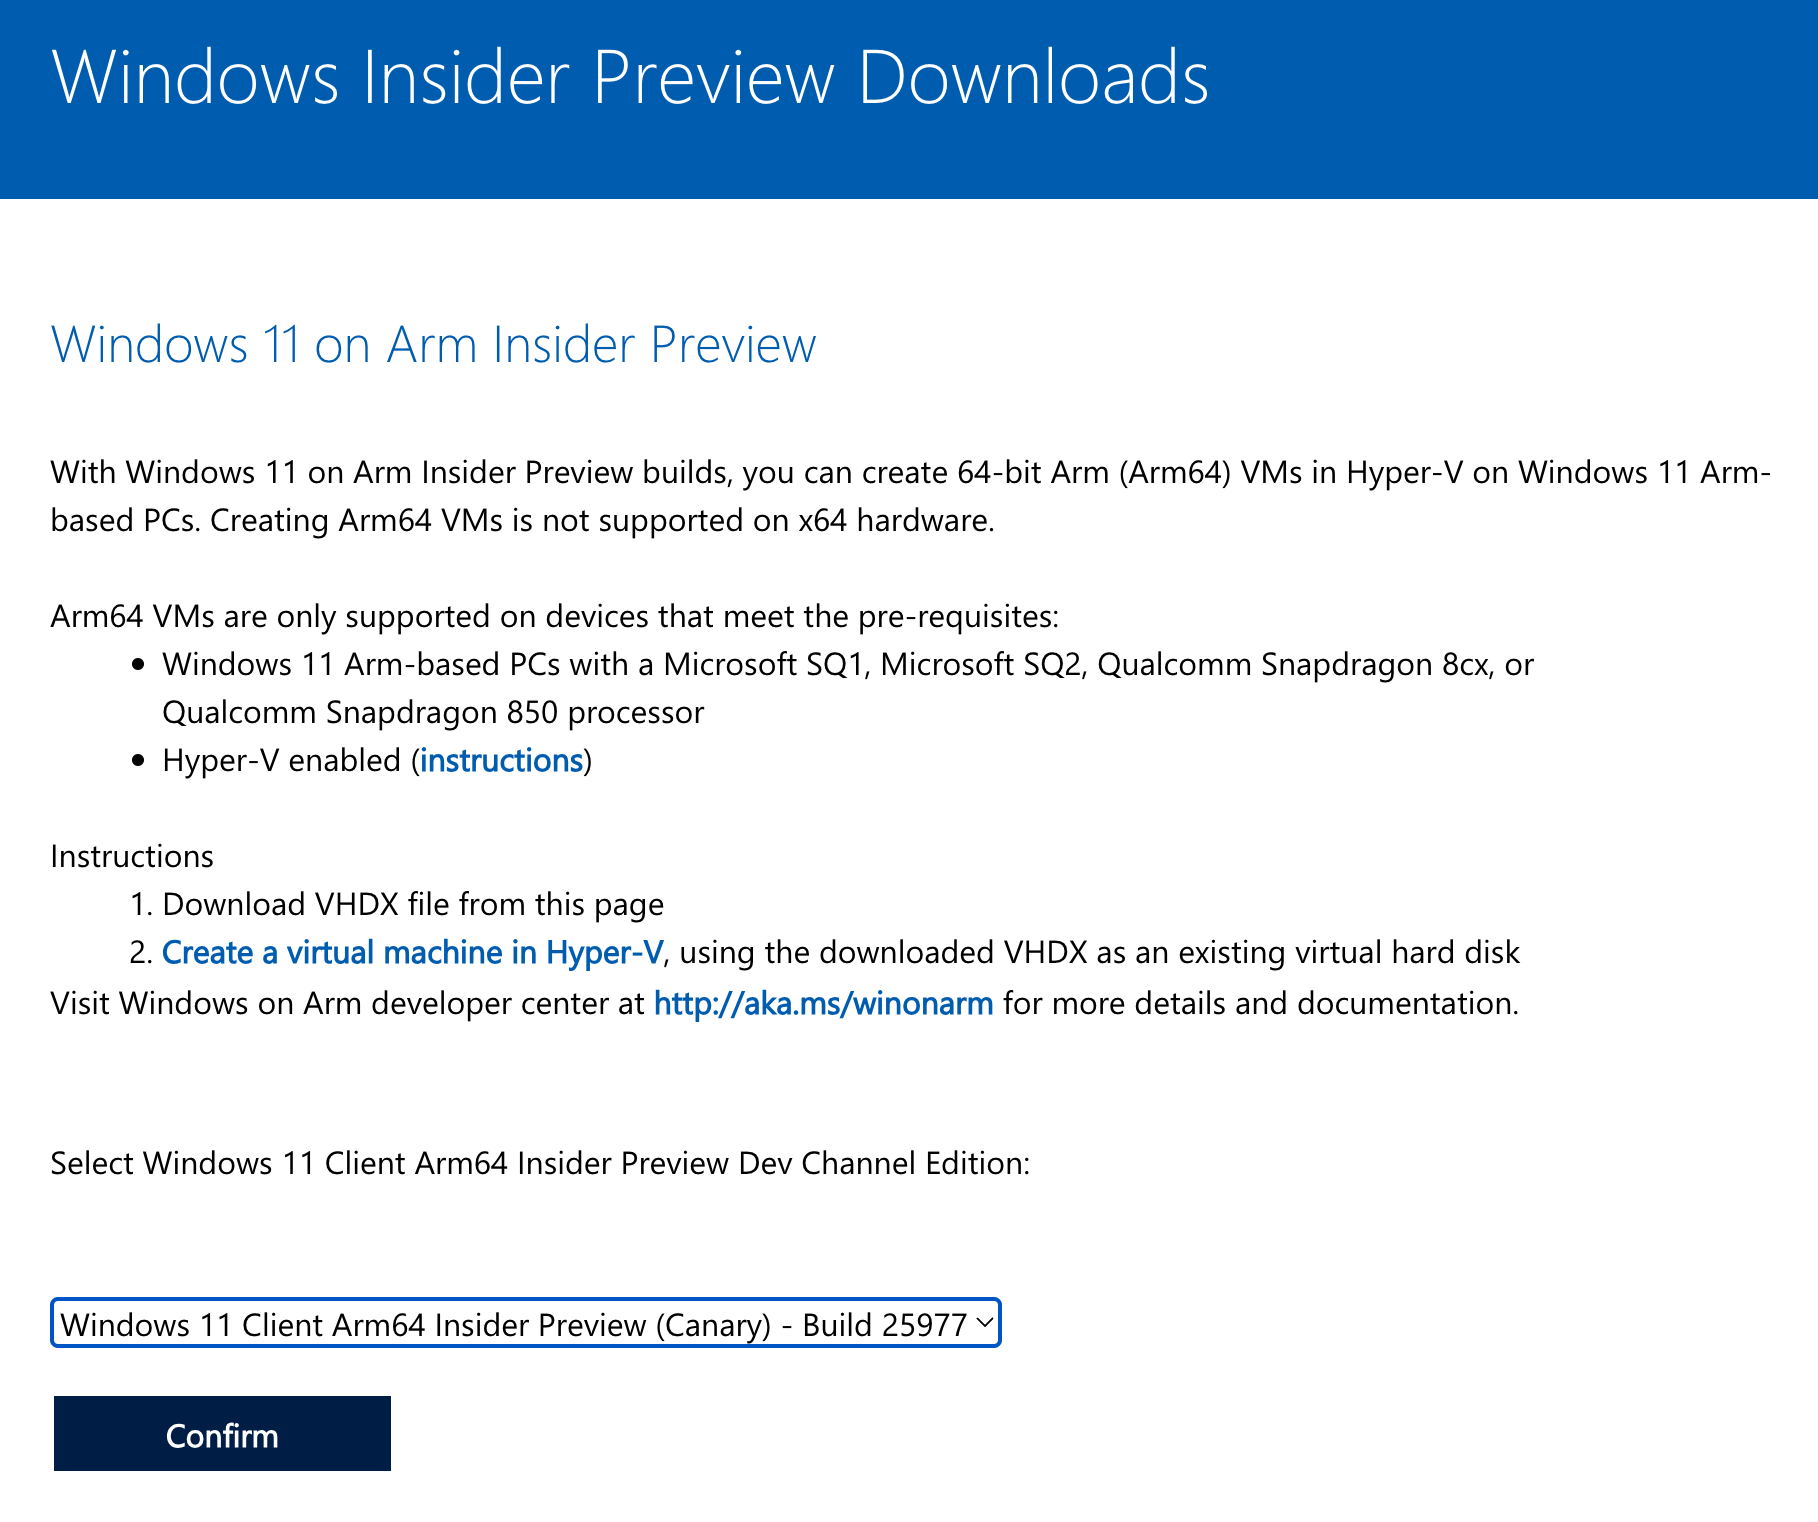 Windows Insider Preview Downloads
Windows 11 on Arm Insider Preview
With Windows 11 on Arm Insider Preview builds, you can create 64-bit Arm (Arm64) VMs in Hyper-V on Windows 11 Arm-
based PCs. Creating Arm64 VMs is not supported on x64 hardware.
Arm64 VMs are only supported on devices that meet the pre-requisites:
• Windows 11 Arm-based PCs with a Microsoft SQ1, Microsoft SQ2, Qualcomm Snapdragon 8cx, or
Qualcomm Snapdragon 850 processor
• Hyper-V enabled (instructions)
Instructions
1. Download VHDX file from this page
2. Create a virtual machine in Hyper-V, using the downloaded VHDX as an existing virtual hard disk
Visit Windows on Arm developer center at http://aka.ms/winonarm for more details and documentation.
Select Windows 11 Client Arm64 Insider Preview Dev Channel Edition:
Windows 11 Client Arm64 Insider Preview (Canary) - Build 25977
Confirm